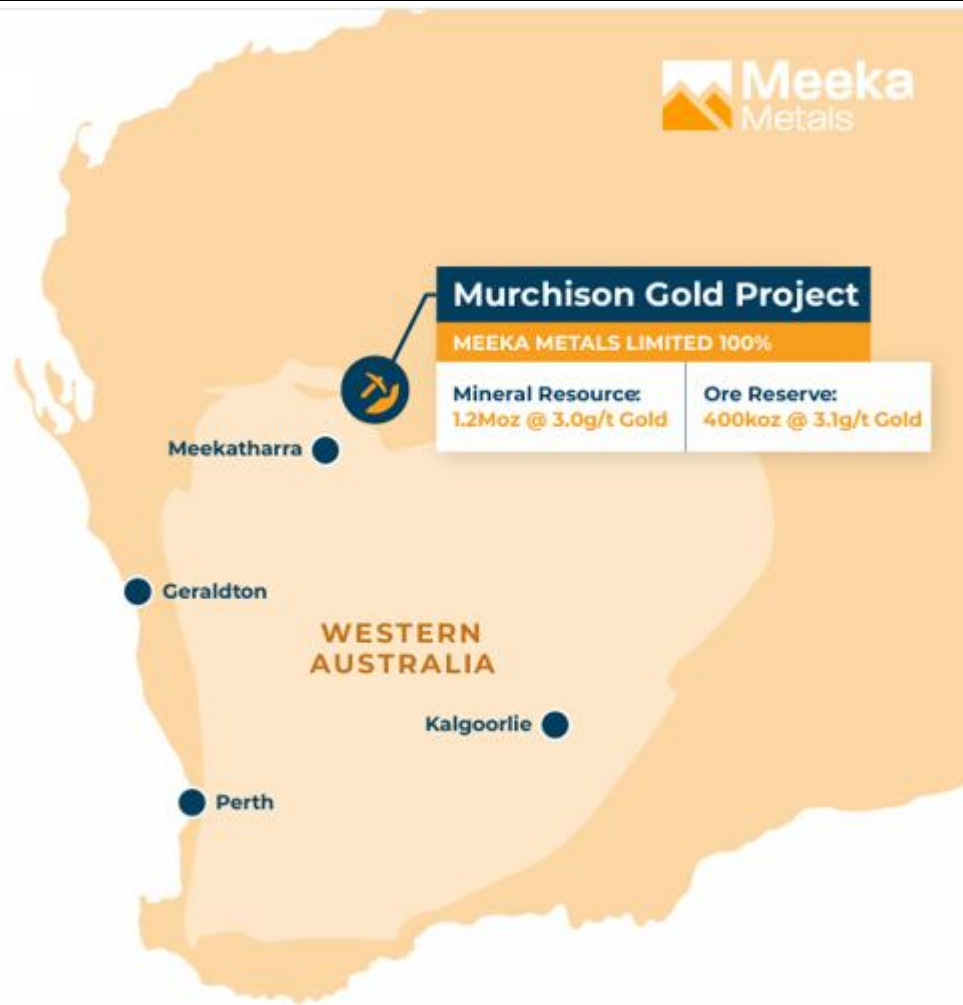 Meeka
Metals
Murchison Gold Project
MEEKA METALS LIMITED 100%
Mineral Resource:
1.2Moz @ 3.0g/t Gold
Ore Reserve:
400koz @ 3.1g/t Gold
Meekatharra
Geraldton
WESTERN
AUSTRALIA
Kalgoorlie
Perth